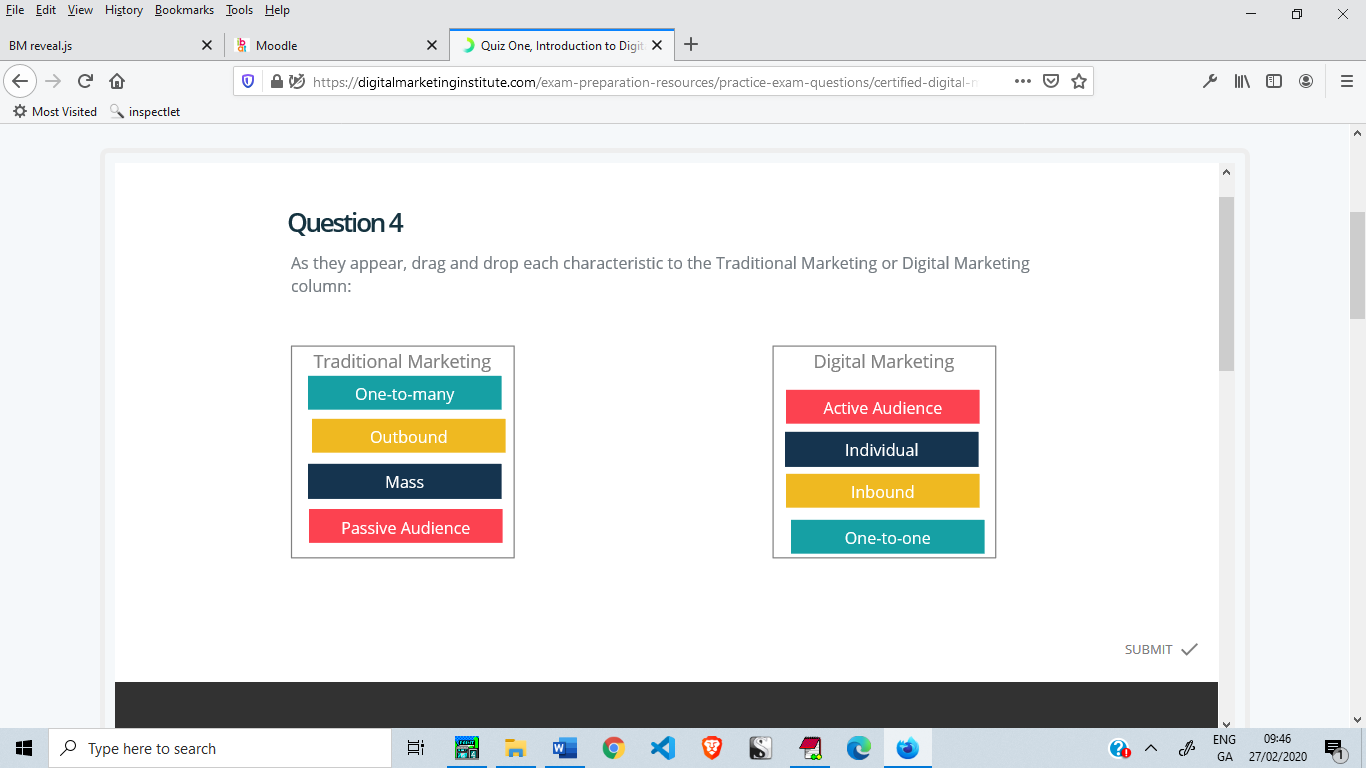 File Edit View History Bookmarks Tools Help
BM reveal.js
Moodle
Quiz One, Introduction to Digit
https://digitalmarketinginstitute.com/exam-preparation-resources/practice-exam-questions/certified-digital-m
Most Visited inspectlet
Question 4
As they appear, drag and drop each characteristic to the Traditional Marketing or Digital Marketing
column:
Traditional Marketing
One-to-many
Outbound
Mass
Passive Audience
Digital Marketing
Active Audience
Individual
Inbound
One-to-one
SUBMIT
Type here to search
ENG
GA
09:46
27/02/2020
1